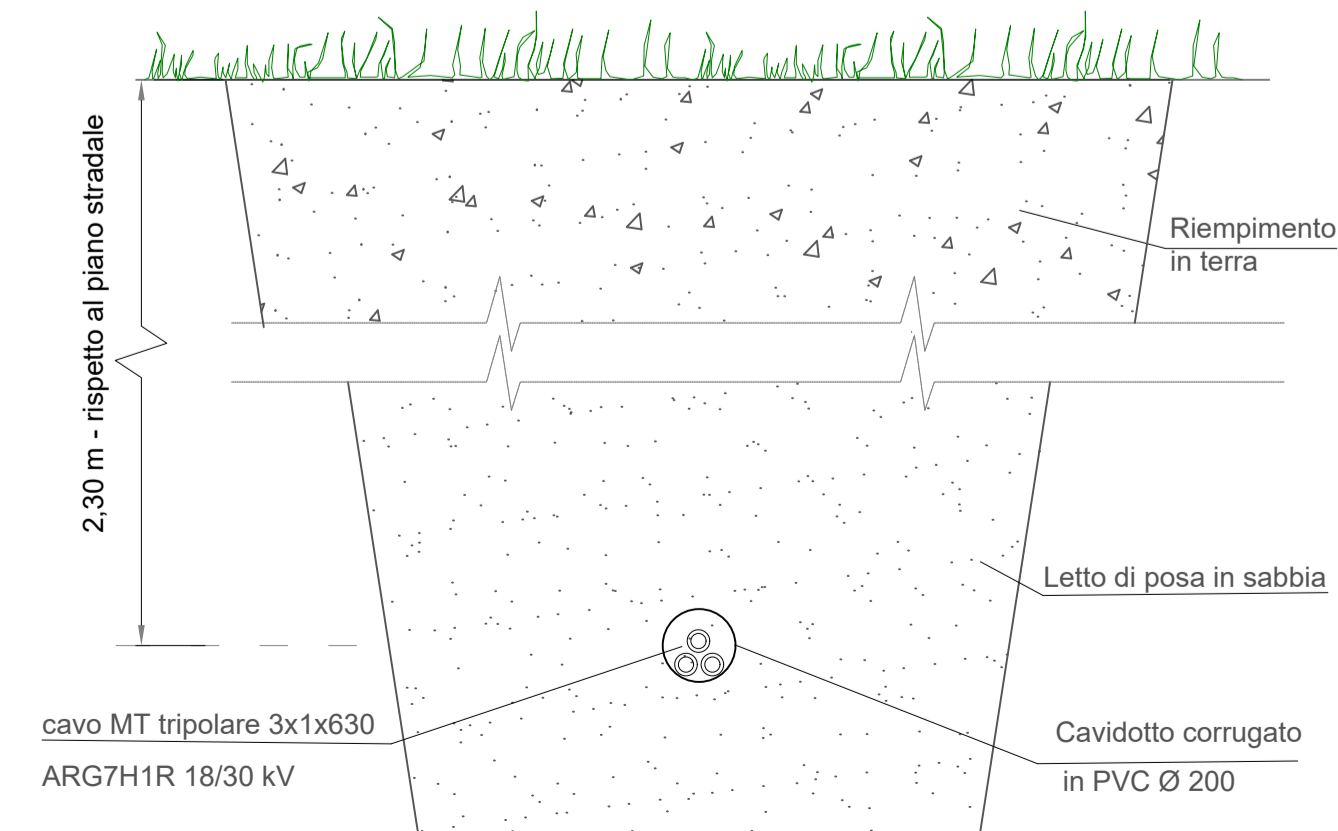 2,30 m - rispetto al piano stradale
Riempimento
in terra
Letto di posa in sabbia
cavo MT tripolare 3x1x630
ARG7H1R 18/30 kV
Cavidotto corrugato
in PVC Ø 200